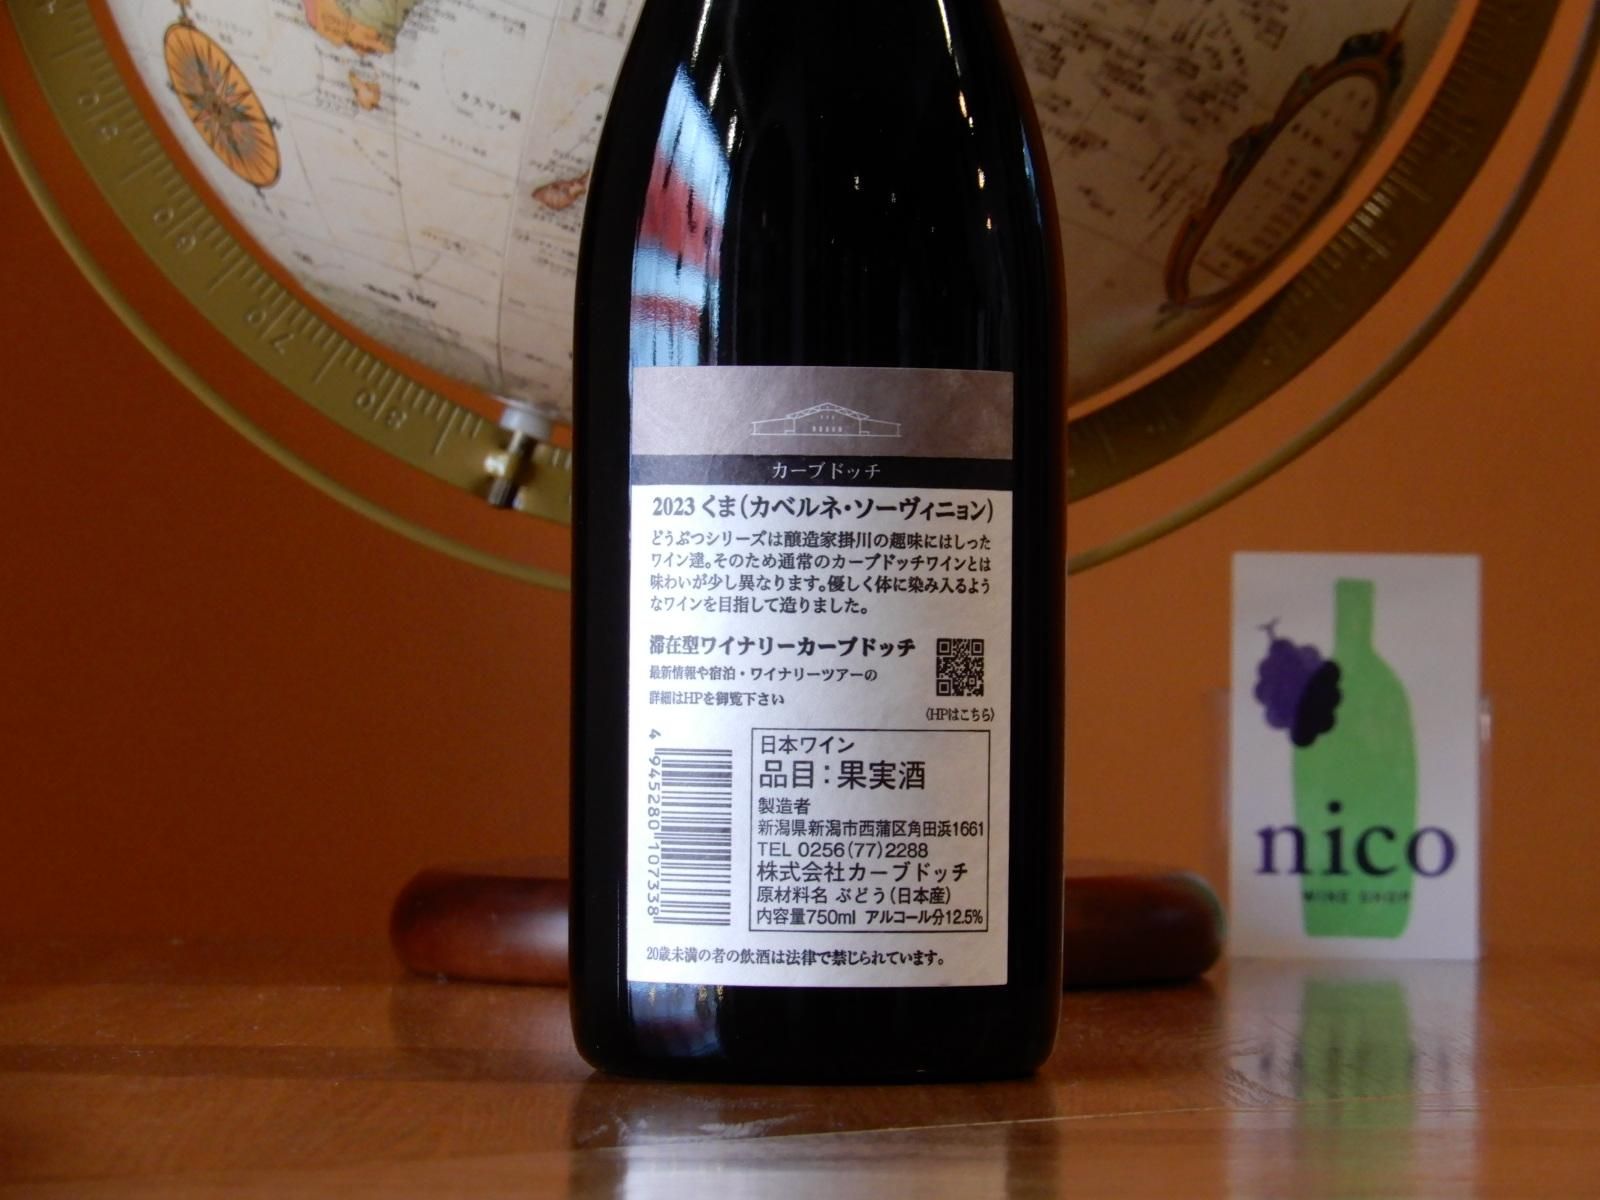 タスマン海
カーブドッチ
2023 くま(カベルネ・ソーヴィニョン)
どうぶつシリーズは醸造家掛川の趣味にはしった
ワイン達。そのため通常のカーブドッチワインとは
味わいが少し異なります。優しく体に染み入るよう
なワインを目指して造りました。
滞在型ワイナリーカーブドッチ
最新情報や宿泊・ワイナリーツアーの
詳細はHPを御覧下さい
(HPはこちら)
4 945280 107338
日本ワイン
品目:果実酒
製造者
新潟県新潟市西蒲区角田浜1661
TEL 0256(77)2288
株式会社カーブドッチ
原材料名 ぶどう(日本産)
内容量750ml アルコール分12.5%
20歳未満の者の飲酒は法律で禁じられています。
nico
WINE SHOP